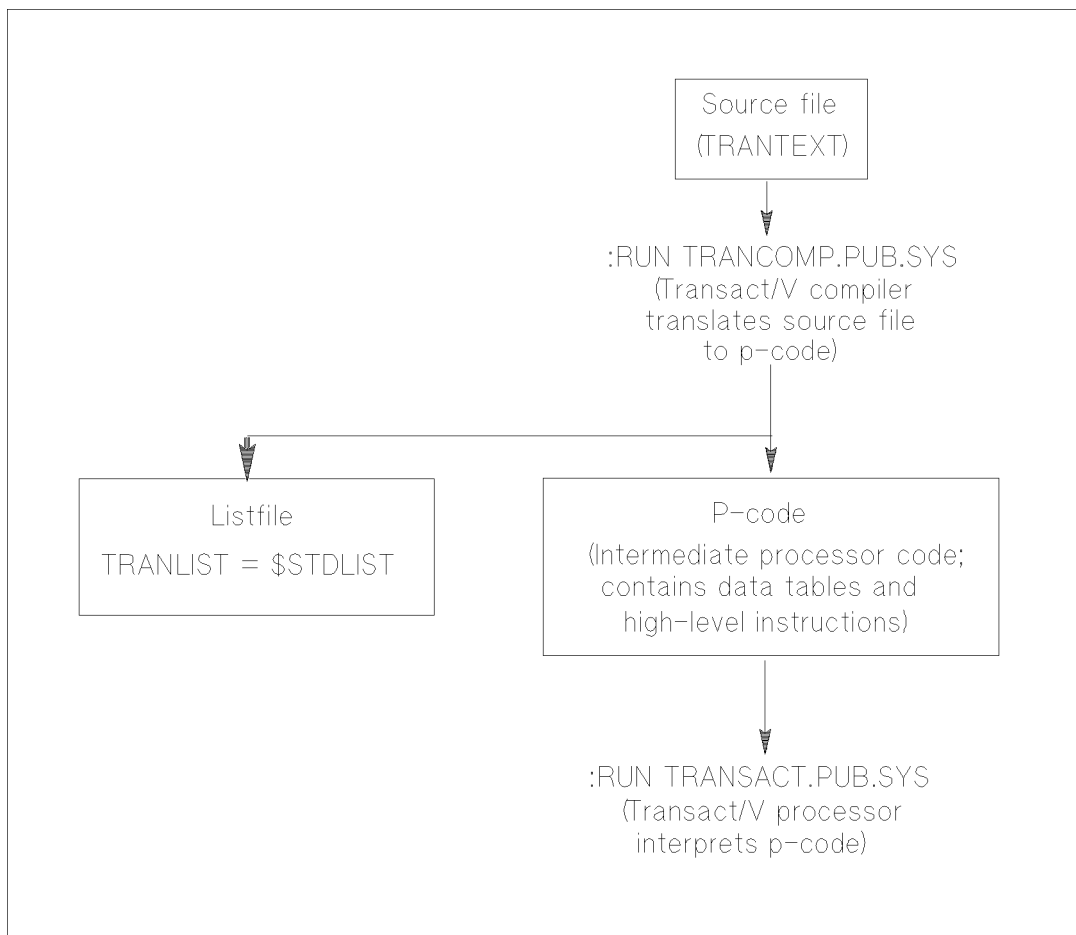 Source file
(TRANTEXT)
:RUN TRANCOMP.PUB.SYS
(Transact/V compiler
translates source file
to p-code)
Listfile
TRANLIST = $STDLIST
P-code
(Intermediate processor code;
contains data tables and
high-level instructions)
:RUN TRANSACT.PUB.SYS
(Transact/V processor
interprets p-code)